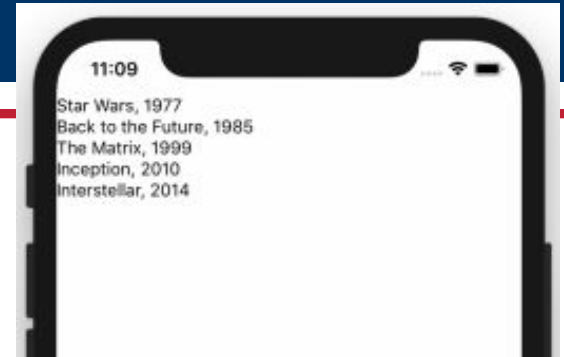 11:09
Star Wars, 1977
Back to the Future, 1985
The Matrix, 1999
Inception, 2010
Interstellar, 2014